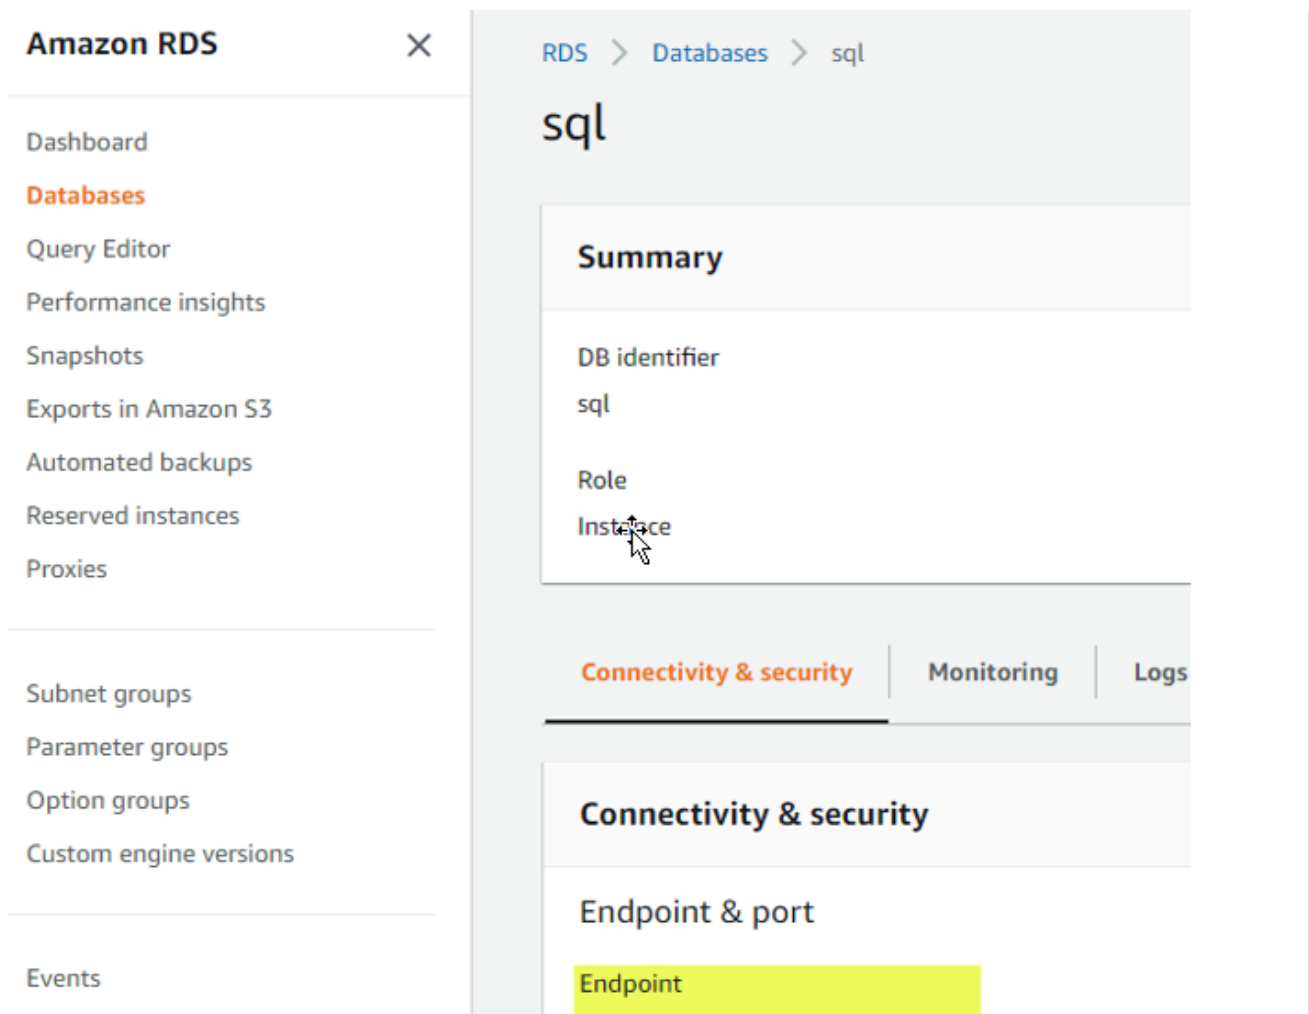 Amazon RDS
Dashboard
Databases
Query Editor
Performance insights
Snapshots
Exports in Amazon S3
Automated backups
Reserved instances
Proxies
Subnet groups
Parameter groups
Option groups
Custom engine versions
Events
RDS > Databases > sql
sql
Summary
DB identifier
sql
Role
Instance
Connectivity & security Monitoring Logs
Connectivity & security
Endpoint & port
Endpoint